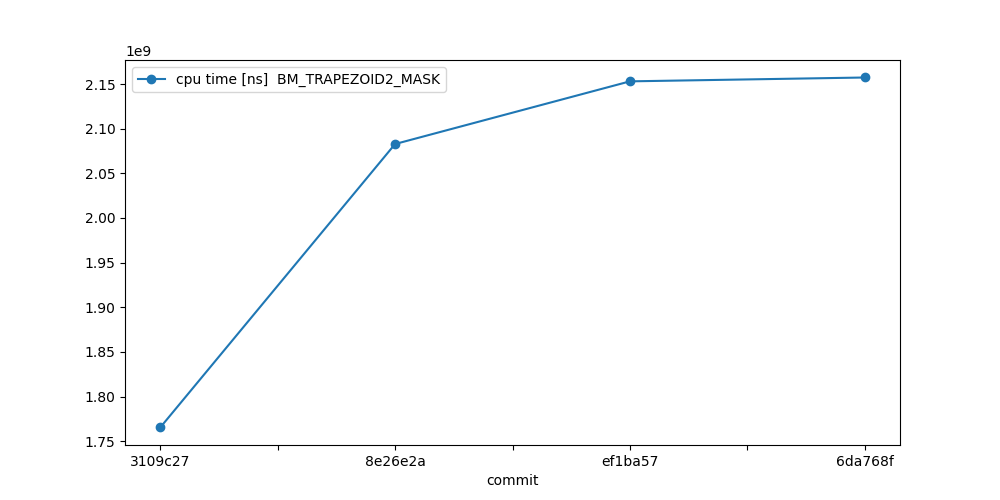 1e9
cpu time [ns]  BM_TRAPEZOID2_MASK
2.15
2.10
2.05
2.00
1.95
1.90
1.85
1.80
1.75
3109c27 8e26e2a ef1ba57 6da768f
commit